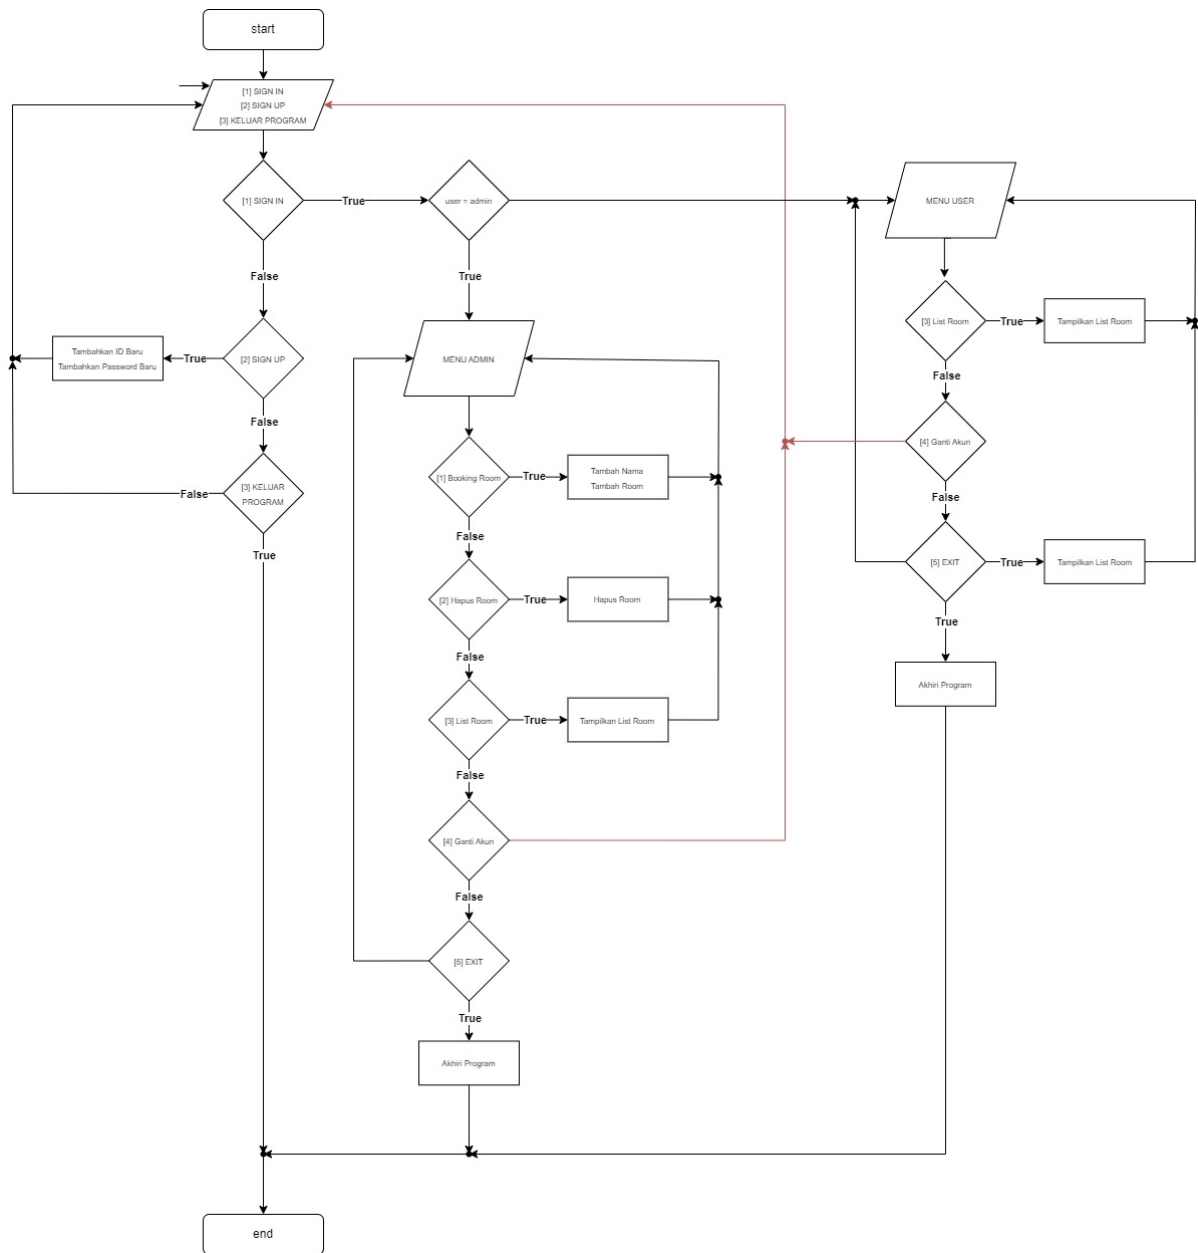 start
[1] SIGN IN
[2] SIGN UP
[3] KELUAR PROGRAM
[1] SIGN IN
True
user = admin
MENU USER
False
True
[3] List Room
True
Tampilkan List Room
Tambahkan ID Baru
Tambahkan Password Baru
True
[2] SIGN UP
MENU ADMIN
False
False
[4] Ganti Akun
[1] Booking Room
True
Tambah Nama
Tambah Room
False
[3] KELUAR
PROGRAM
False
True
False
[5] EXIT
True
Tampilkan List Room
[2] Hapus Room
True
Hapus Room
True
False
Akhiri Program
[3] List Room
True
Tampilkan List Room
False
[4] Ganti Akun
False
[5] EXIT
True
Akhiri Program
end